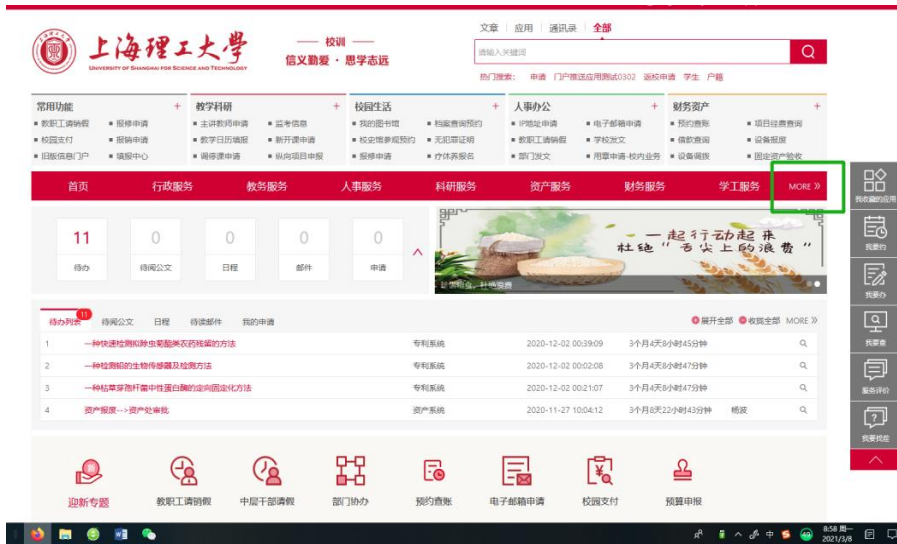 文章 应用 通讯录 全部
上海理工大学
UNIVERSITY OF SHANGHAI FOR SCIENCE AND TECHNOLOGY
校训
信义勤爱 · 思学志远
请输入关键词
热门搜索： 申请 门户推送应用测试0302 返校申请 学生 户籍
常用功能 + 教学科研 + 校园生活 + 人事办公 + 财务资产 +
教职工请销假 报修申请 主讲教师申请 监考信息 我的图书馆 档案查询预约 IP地址申请 电子邮箱申请 预约查账 项目经费查询
校园支付 报销申请 教学日历填报 新开课申请 校史馆参观预约 无犯罪证明 教职工请销假 学校发文 借款查询 设备报废
旧版信息门户 填报中心 调停课申请 纵向项目申报 报修申请 疗休养报名 部门发文 用章申请-校内业务 设备调拨 固定资产验收
首页 行政服务 教务服务 人事服务 科研服务 资产服务 财务服务 学工服务 MORE »
我收藏的应用
11 0 0 0 0
待办 待阅公文 日程 邮件 申请
一起行动起来
杜绝"舌尖上的浪费"
我要约
我要办
待办列表 11 待阅公文 日程 待读邮件 我的申请 展开全部 收拢全部 MORE »
1 一种快速检测拟除虫菊酯类农药残留的方法 专利系统 2020-12-02 00:39:09 3个月4天8小时45分钟
我要查
2 一种检测铅的生物传感器及检测方法 专利系统 2020-12-02 00:02:08 3个月4天8小时47分钟
3 一种枯草芽孢杆菌中性蛋白酶的定向固定化方法 专利系统 2020-12-02 00:21:07 3个月4天8小时47分钟
服务评价
4 资产报废-->资产处审批 资产系统 2020-11-27 10:04:12 3个月8天22小时43分钟 杨波
我要找茬
迎新专题 教职工请销假 中层干部请假 部门协办 预约查账 电子邮箱申请 校园支付 预算申报
中 8:58 周一
2021/3/8